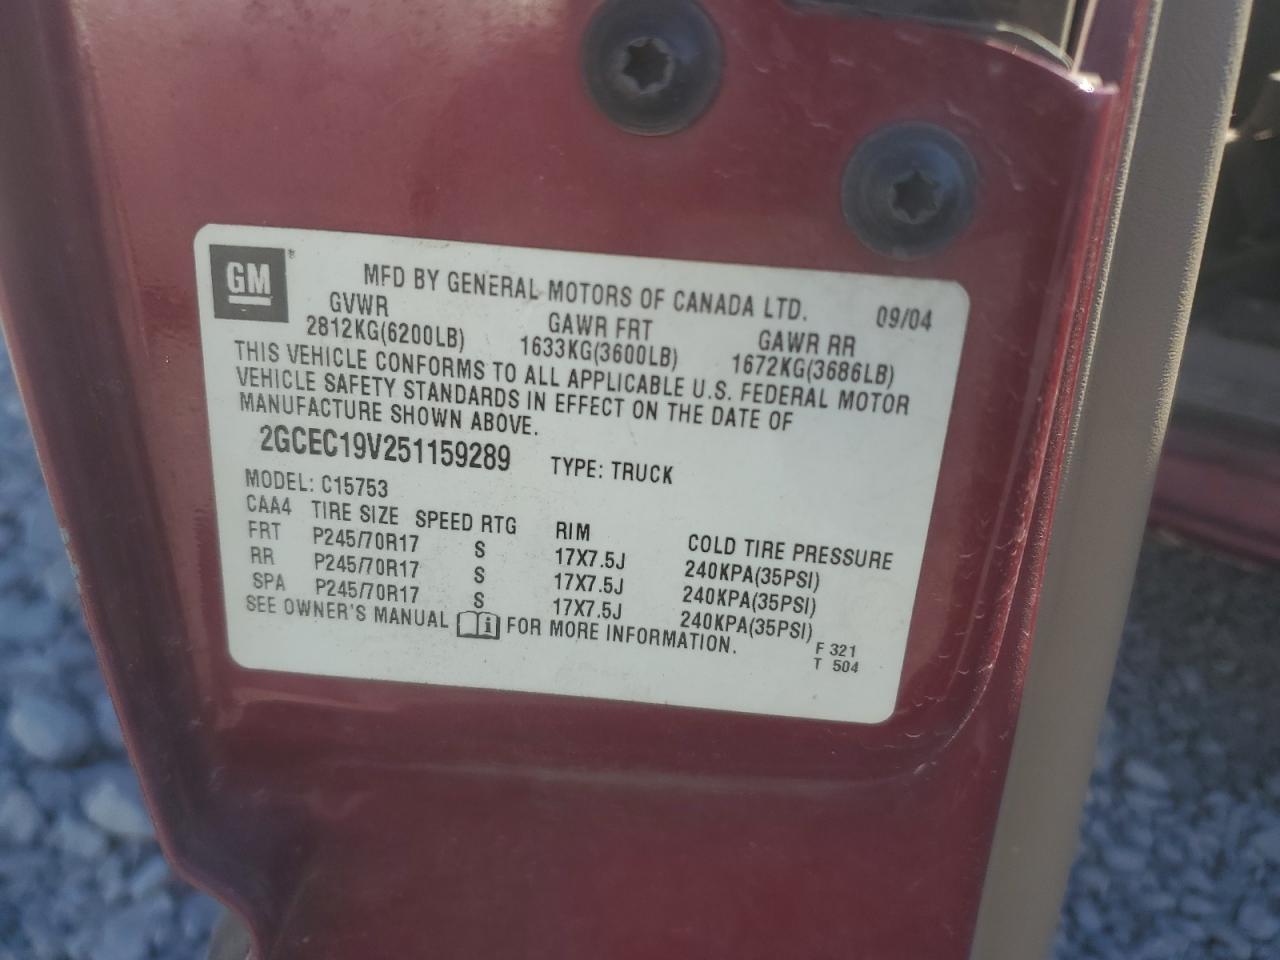 GM
MFD BY GENERAL MOTORS OF CANADA LTD. 09/04
GVWR GAWR FRT GAWR RR
2812KG(6200LB) 1633KG(3600LB) 1672KG(3686LB)
THIS VEHICLE CONFORMS TO ALL APPLICABLE U.S. FEDERAL MOTOR
VEHICLE SAFETY STANDARDS IN EFFECT ON THE DATE OF
MANUFACTURE SHOWN ABOVE.
2GCEC19V251159289 TYPE: TRUCK
MODEL: C15753
CAA4 TIRE SIZE SPEED RTG RIM COLD TIRE PRESSURE
FRT P245/70R17 S 17X7.5J 240KPA(35PSI)
RR P245/70R17 S 17X7.5J 240KPA(35PSI)
SPA P245/70R17 S 17X7.5J 240KPA(35PSI)
SEE OWNER'S MANUAL i FOR MORE INFORMATION.
F 321
T 504